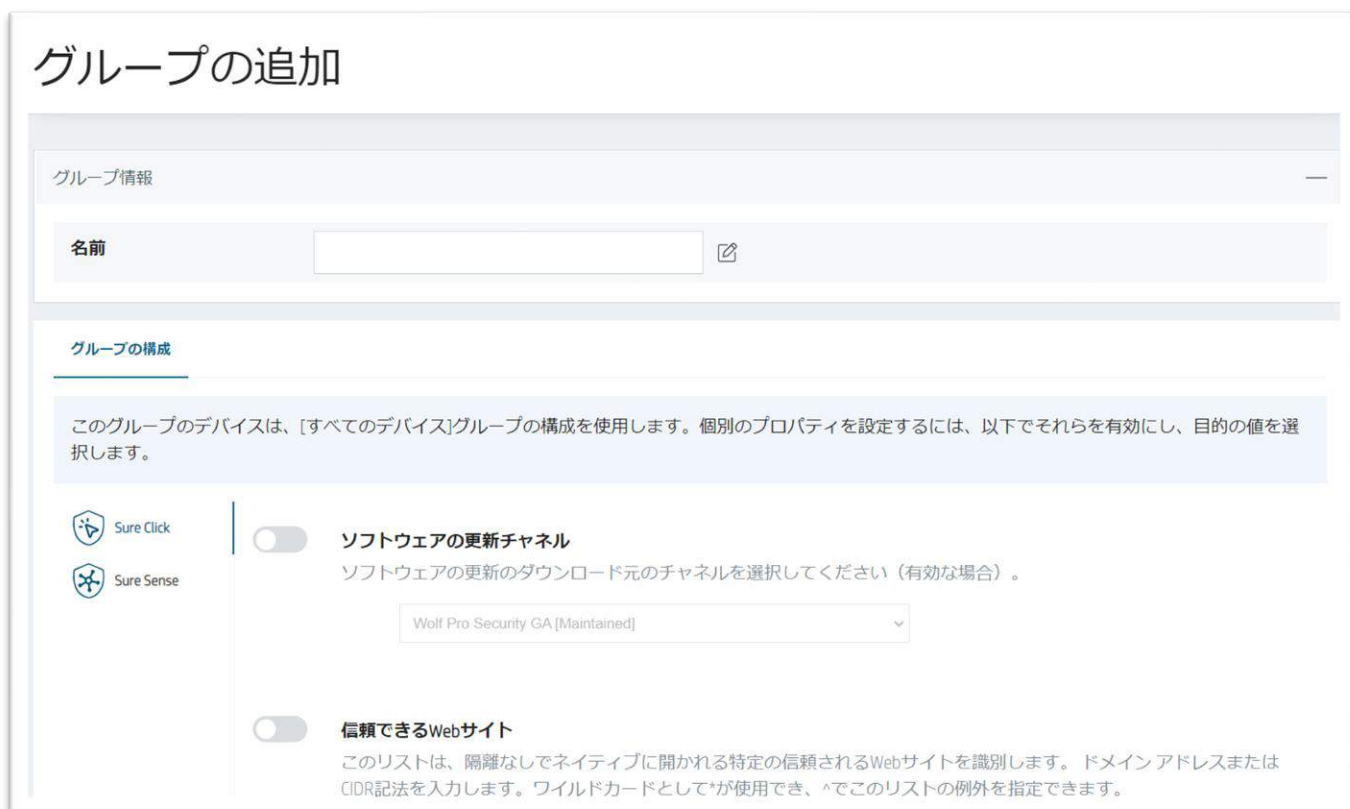 グループの追加
グループ情報
名前
グループの構成
このグループのデバイスは、[すべてのデバイス]グループの構成を使用します。個別のプロパティを設定するには、以下でそれらを有効にし、目的の値を選
択します。
Sure Click
Sure Sense
ソフトウェアの更新チャネル
ソフトウェアの更新のダウンロード元のチャネルを選択してください（有効な場合）。
Wolf Pro Security GA [Maintained]
信頼できるWebサイト
このリストは、隔離なしでネイティブに開かれる特定の信頼されるWebサイトを識別します。 ドメイン アドレスまたは
CIDR記法を入力します。ワイルドカードとして*が使用でき、^でこのリストの例外を指定できます。